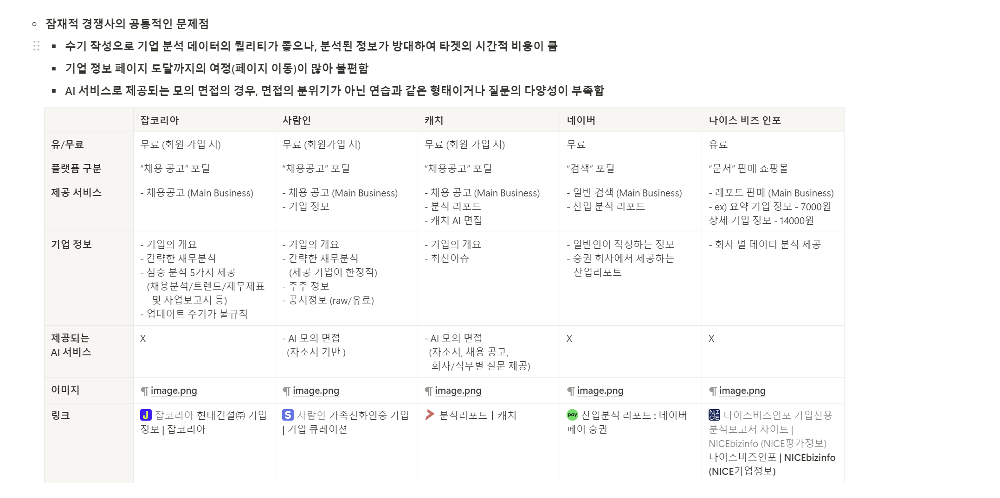 잠재적 경쟁사의 공통적인 문제점
수기 작성으로 기업 분석 데이터의 퀄리티가 좋으나, 분석된 정보가 방대하여 타겟의 시간적 비용이 큼
기업 정보 페이지 도달까지의 여정(페이지 이동)이 많아 불편함
AI 서비스로 제공되는 모의 면접의 경우, 면접의 분위기가 아닌 연습과 같은 형태이거나 질문의 다양성이 부족함
잡코리아
사람인
캐치
네이버
나이스 비즈 인포
유/무료
무료 (회원 가입 시)
무료 (회원가입 시)
무료 (회원 가입 시)
무료
유료
플랫폼 구분
“채용 공고” 포털
“채용공고” 포털
“채용공고” 포털
“검색” 포털
“문서” 판매 쇼핑몰
제공 서비스
- 채용공고 (Main Business)
- 채용 공고 (Main Business)
- 기업 정보
- 채용 공고 (Main Business)
- 분석 리포트
- 캐치 AI 면접
- 일반 검색 (Main Business)
- 산업 분석 리포트
- 레포트 판매 (Main Business)
- ex) 요약 기업 정보 - 7000원
상세 기업 정보 - 14000원
기업 정보
- 기업의 개요
- 간략한 재무분석
- 심층 분석 5가지 제공
(채용분석/트렌드/재무제표
및 사업보고서 등)
- 업데이트 주기가 불규칙
- 기업의 개요
- 간략한 재무분석
(제공 기업이 한정적)
- 주주 정보
- 공시정보 (raw/유료)
- 기업의 개요
- 최신이슈
- 일반인이 작성하는 정보
- 증권 회사에서 제공하는
산업리포트
- 회사 별 데이터 분석 제공
제공되는
AI 서비스
X
- AI 모의 면접
(자소서 기반 )
- AI 모의 면접
(자소서, 채용 공고,
회사/직무별 질문 제공)
X
X
이미지
¶ image.png
¶ image.png
¶ image.png
¶ image.png
¶ image.png
링크
J 잡코리아 현대건설㈜ 기업
정보 | 잡코리아
S 사람인 가족친화인증 기업
| 기업 큐레이션
분석리포트ㅣ캐치
pay 산업분석 리포트 : 네이버
페이 증권
NICE 나이스비즈인포 기업신용
분석보고서 사이트 |
NICEbizinfo (NICE평가정보)
나이스비즈인포 | NICEbizinfo
(NICE기업정보)